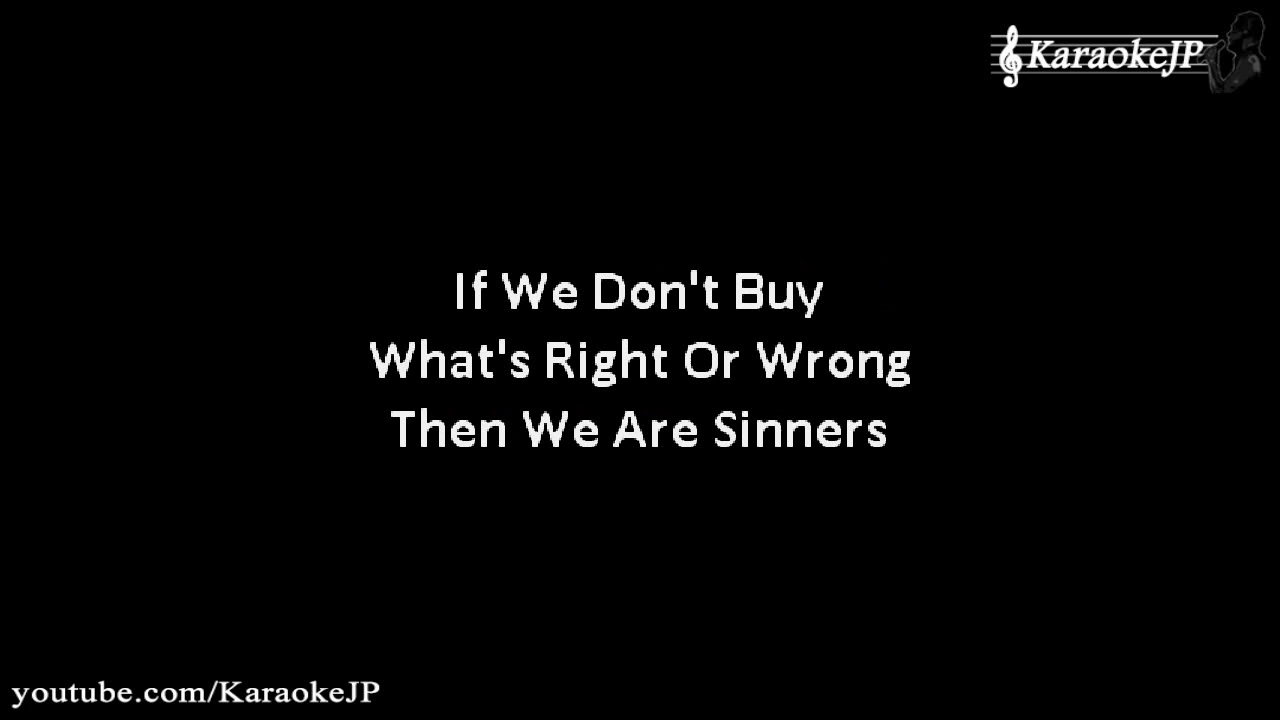 KaraokeJP
If We Don't Buy
What's Right Or Wrong
Then We Are Sinners
youtube.com/KaraokeJP